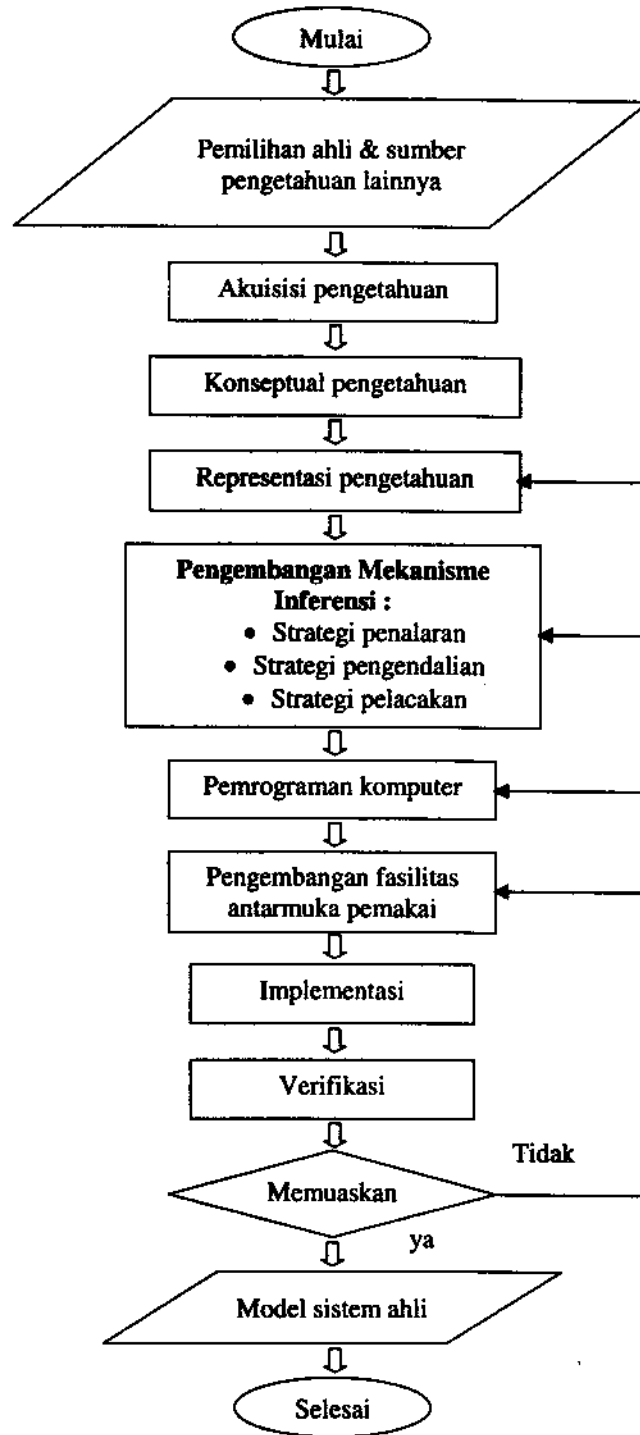 Mulai
Pemilihan ahli & sumber
pengetahuan lainnya
Akuisisi pengetahuan
Konseptual pengetahuan
Representasi pengetahuan
Pengembangan Mekanisme
Inferensi :
• Strategi penalaran
• Strategi pengendalian
• Strategi pelacakan
Pemrograman komputer
Pengembangan fasilitas
antarmuka pemakai
Implementasi
Verifikasi
Tidak
Memuaskan
ya
Model sistem ahli
Selesai